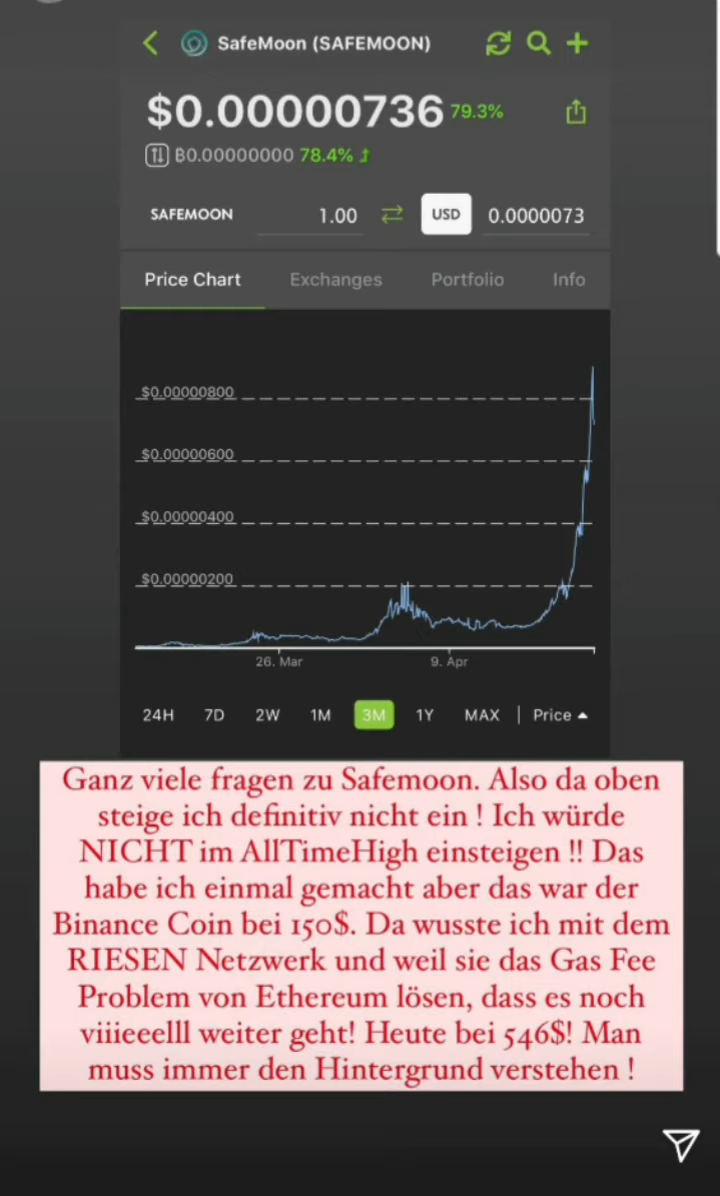 SafeMoon (SAFEMOON)
$0.00000736 79.3%
฿0.00000000 78.4%
SAFEMOON 1.00 USD 0.0000073
Price Chart Exchanges Portfolio Info
$0.00000800
$0.00000600
$0.00000400
$0.00000200
26. Mar 9. Apr
24H 7D 2W 1M 3M 1Y MAX | Price
Ganz viele fragen zu Safemoon. Also da oben
steige ich definitiv nicht ein ! Ich würde
NICHT im AllTimeHigh einsteigen !! Das
habe ich einmal gemacht aber das war der
Binance Coin bei 150$. Da wusste ich mit dem
RIESEN Netzwerk und weil sie das Gas Fee
Problem von Ethereum lösen, dass es noch
viiieeelll weiter geht! Heute bei 546$! Man
muss immer den Hintergrund verstehen !